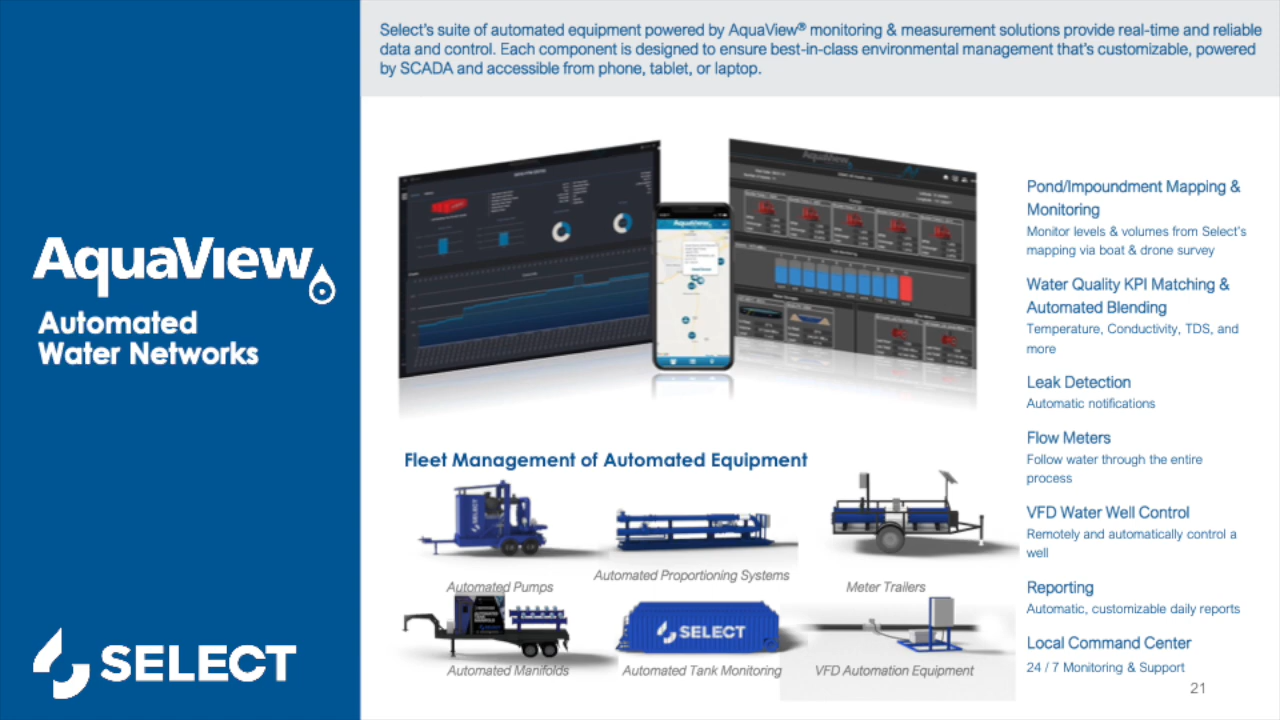 Select's suite of automated equipment powered by AquaView® monitoring & measurement solutions provide real-time and reliable
data and control. Each component is designed to ensure best-in-class environmental management that's customizable, powered
by SCADA and accessible from phone, tablet, or laptop.
AquaView
Automated
Water Networks
SELECT
AquaView
AquaView
Fleet Management of Automated Equipment
SELECT
Automated Pumps
Automated Proportioning Systems
Meter Trailers
SELECT
Automated Manifolds
Automated Tank Monitoring
VFD Automation Equipment
Pond/Impoundment Mapping &
Monitoring
Monitor levels & volumes from Select's
mapping via boat & drone survey
Water Quality KPI Matching &
Automated Blending
Temperature, Conductivity, TDS, and
more
Leak Detection
Automatic notifications
Flow Meters
Follow water through the entire
process
VFD Water Well Control
Remotely and automatically control a
well
Reporting
Automatic, customizable daily reports
Local Command Center
24 / 7 Monitoring & Support
21